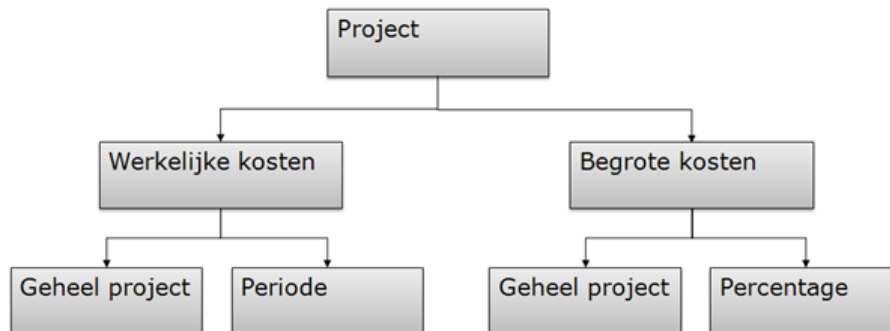 Project
Werkelijke kosten
Begrote kosten
Geheel project
Periode
Geheel project
Percentage